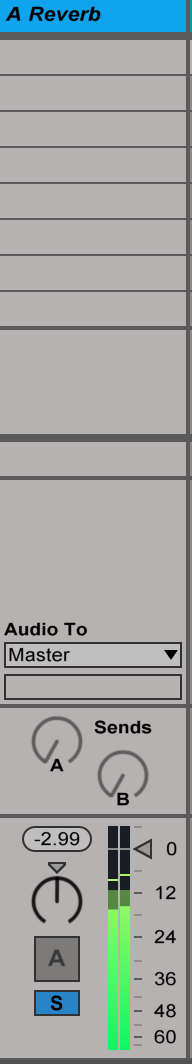 A Reverb
Audio To
Master
Sends
A
B
-2.99
0
12
24
36
48
60
A
S